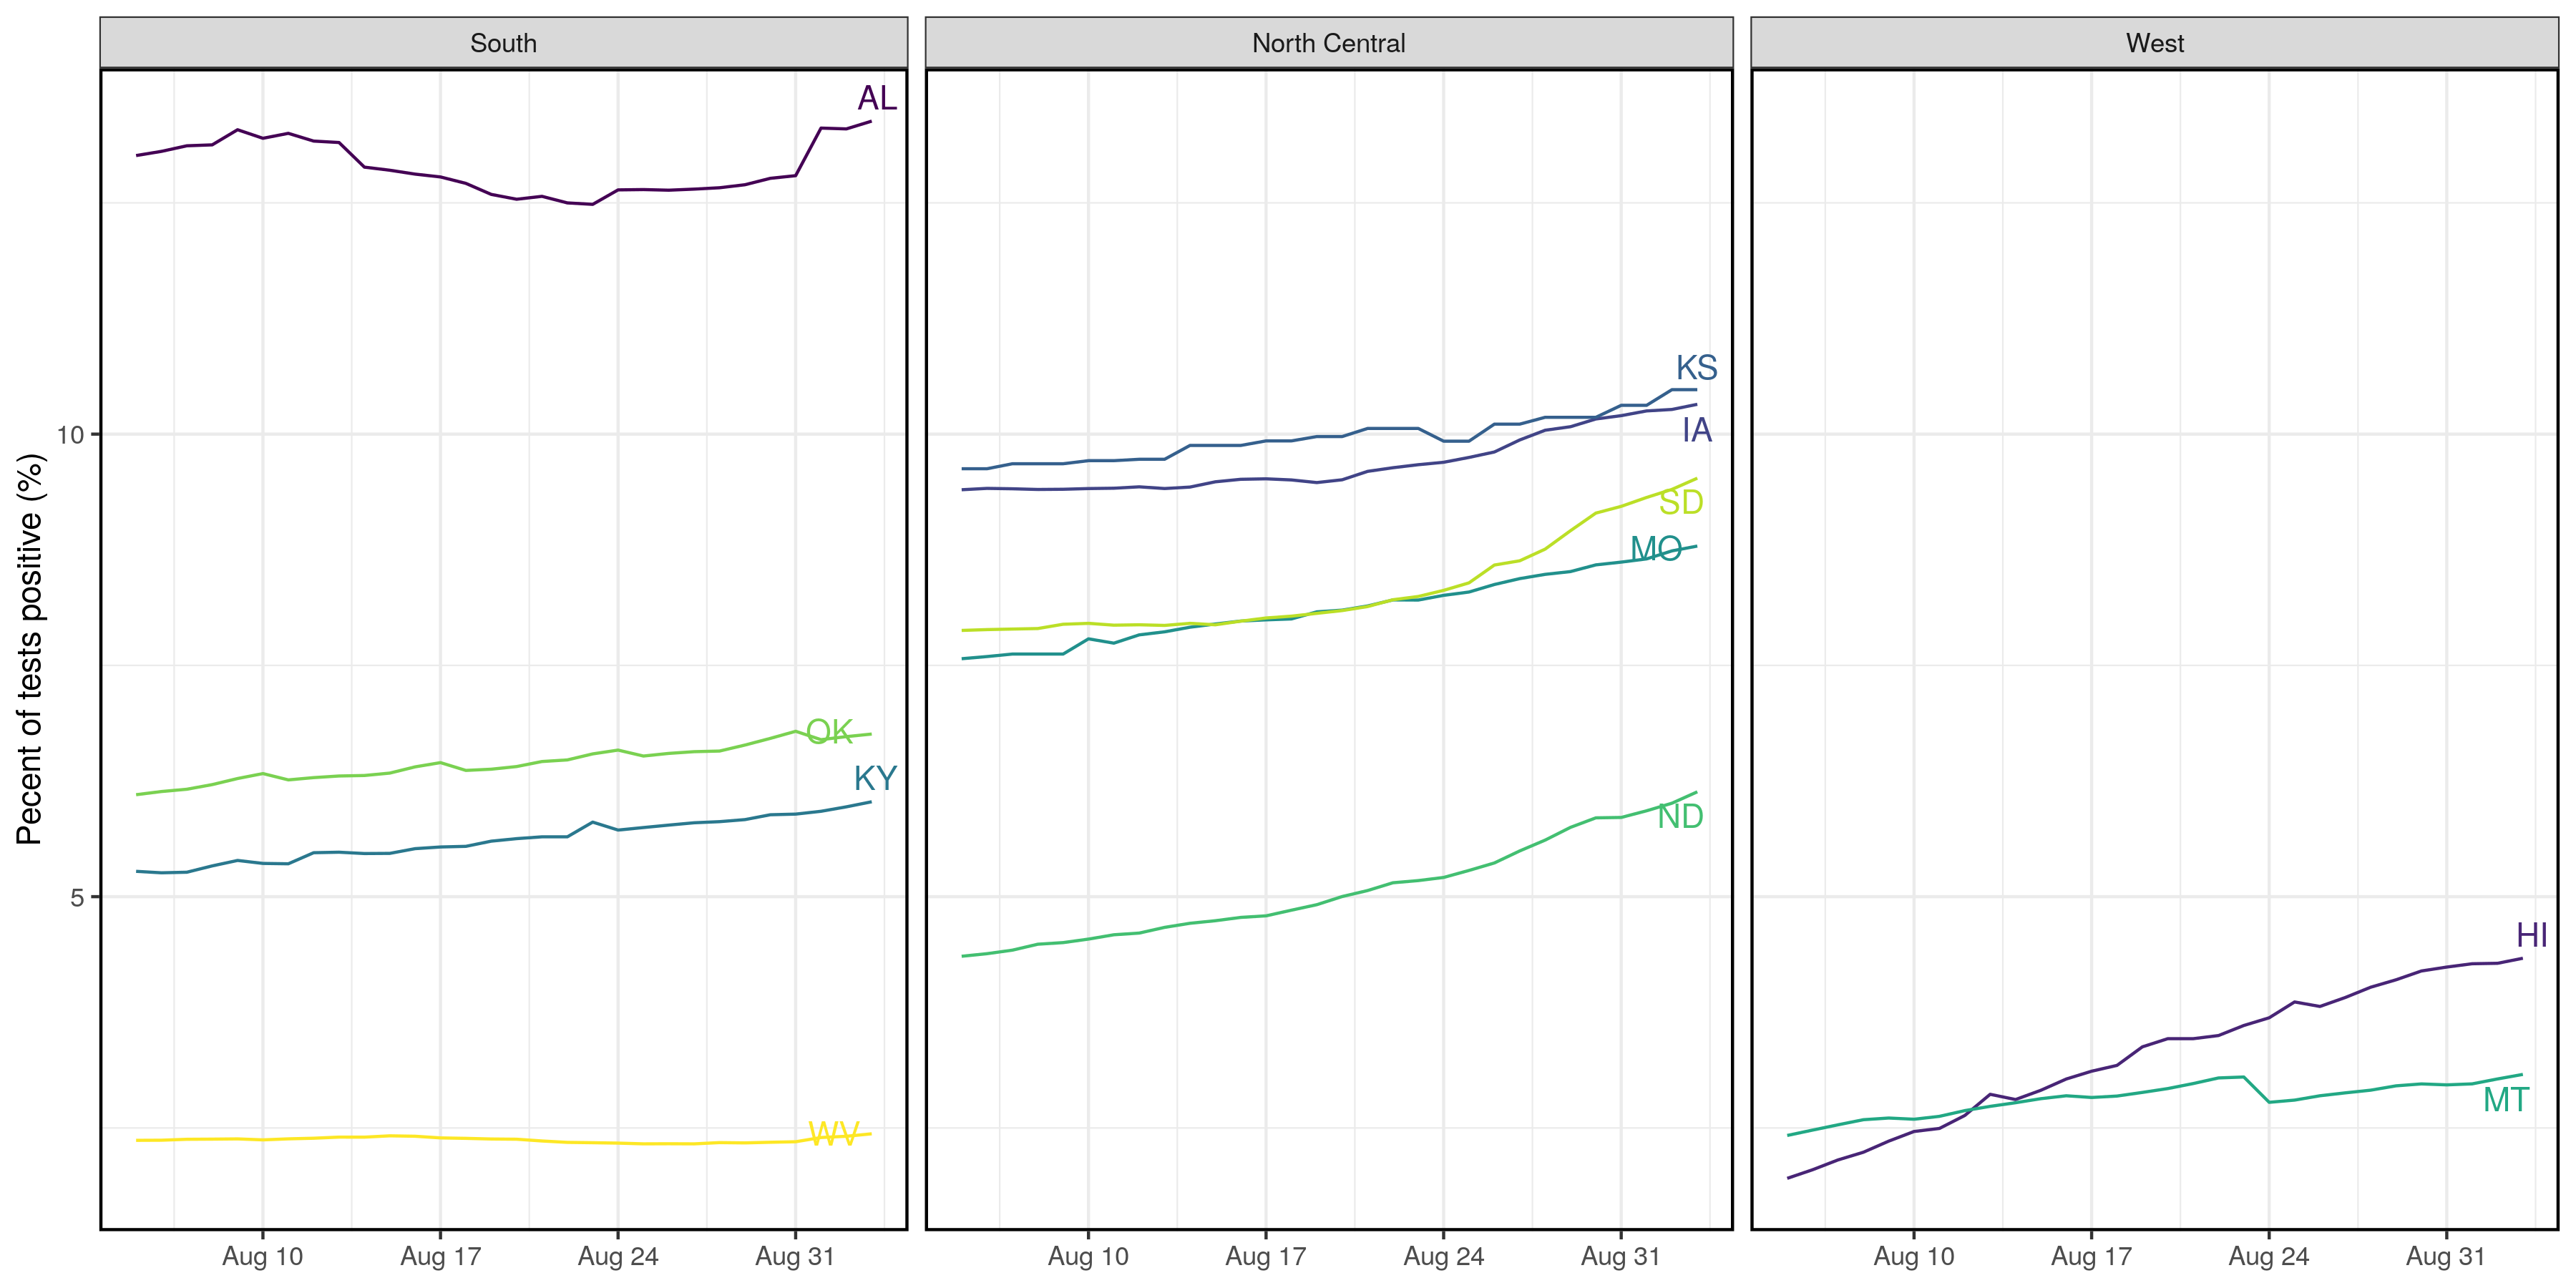 South
North Central
West
Pecent of tests positive (%)
10
5
AL
OK
KY
WV
KS
IA
SD
MO
ND
HI
MT
Aug 10 Aug 17 Aug 24 Aug 31
Aug 10 Aug 17 Aug 24 Aug 31
Aug 10 Aug 17 Aug 24 Aug 31